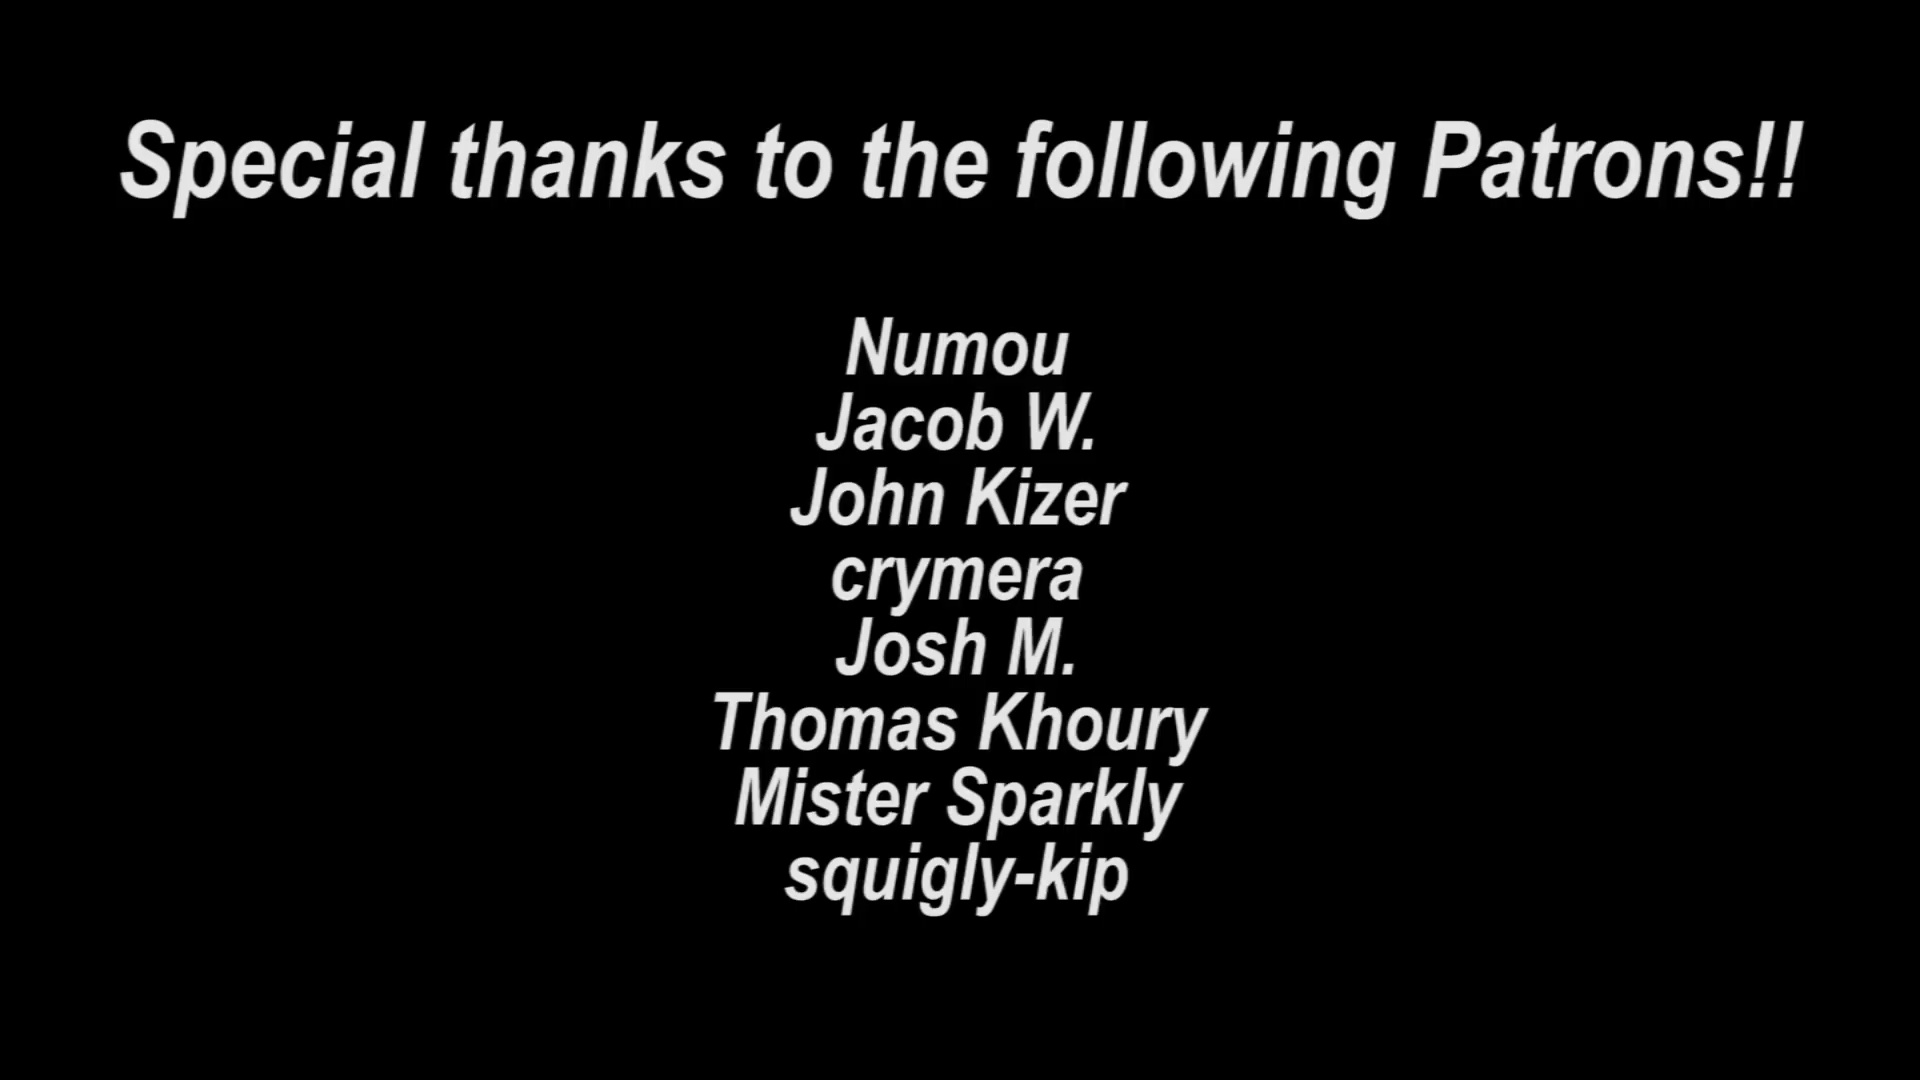 Special thanks to the following Patrons!!
Numou
Jacob W.
John Kizer
crymera
Josh M.
Thomas Khoury
Mister Sparkly
squigly-kip